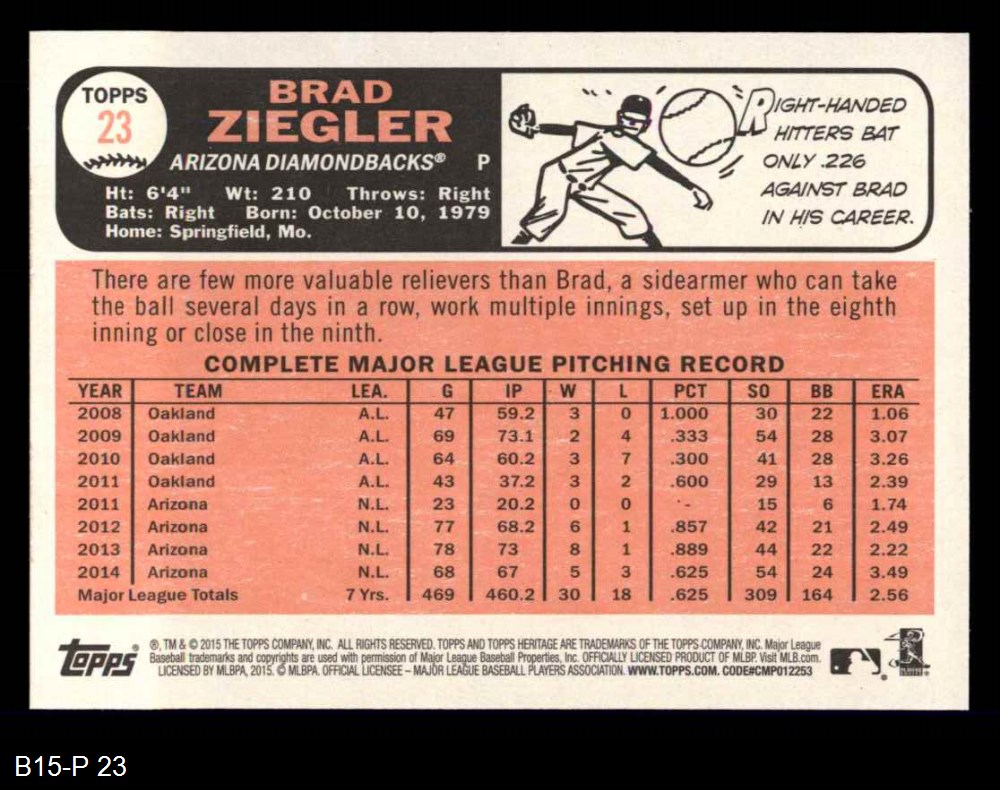 TOPPS
23
BRAD
ZIEGLER
ARIZONA DIAMONDBACKS® P
Ht: 6'4" Wt: 210 Throws: Right
Bats: Right Born: October 10, 1979
Home: Springfield, Mo.
RIGHT-HANDED
HITTERS BAT
ONLY .226
AGAINST BRAD
IN HIS CAREER.
There are few more valuable relievers than Brad, a sidearmer who can take
the ball several days in a row, work multiple innings, set up in the eighth
inning or close in the ninth.
COMPLETE MAJOR LEAGUE PITCHING RECORD
YEAR TEAM LEA. G IP W L PCT SO BB ERA
2008 Oakland A.L. 47 59.2 3 0 1.000 30 22 1.06
2009 Oakland A.L. 69 73.1 2 4 .333 54 28 3.07
2010 Oakland A.L. 64 60.2 3 7 .300 41 28 3.26
2011 Oakland A.L. 43 37.2 3 2 .600 29 13 2.39
2011 Arizona N.L. 23 20.2 0 0 - 15 6 1.74
2012 Arizona N.L. 77 68.2 6 1 .857 42 21 2.49
2013 Arizona N.L. 78 73 8 1 .889 44 22 2.22
2014 Arizona N.L. 68 67 5 3 .625 54 24 3.49
Major League Totals 7 Yrs. 469 460.2 30 18 .625 309 164 2.56
Topps®
®, TM & © 2015 THE TOPPS COMPANY, INC. ALL RIGHTS RESERVED. TOPPS AND TOPPS HERITAGE ARE TRADEMARKS OF THE TOPPS COMPANY, INC. Major League
Baseball trademarks and copyrights are used with permission of Major League Baseball Properties, Inc. OFFICIALLY LICENSED PRODUCT OF MLBP. Visit MLB.com.
LICENSED BY MLBPA, 2015. © MLBPA. OFFICIAL LICENSEE – MAJOR LEAGUE BASEBALL PLAYERS ASSOCIATION. WWW.TOPPS.COM. CODE#CMP012253
B15-P 23